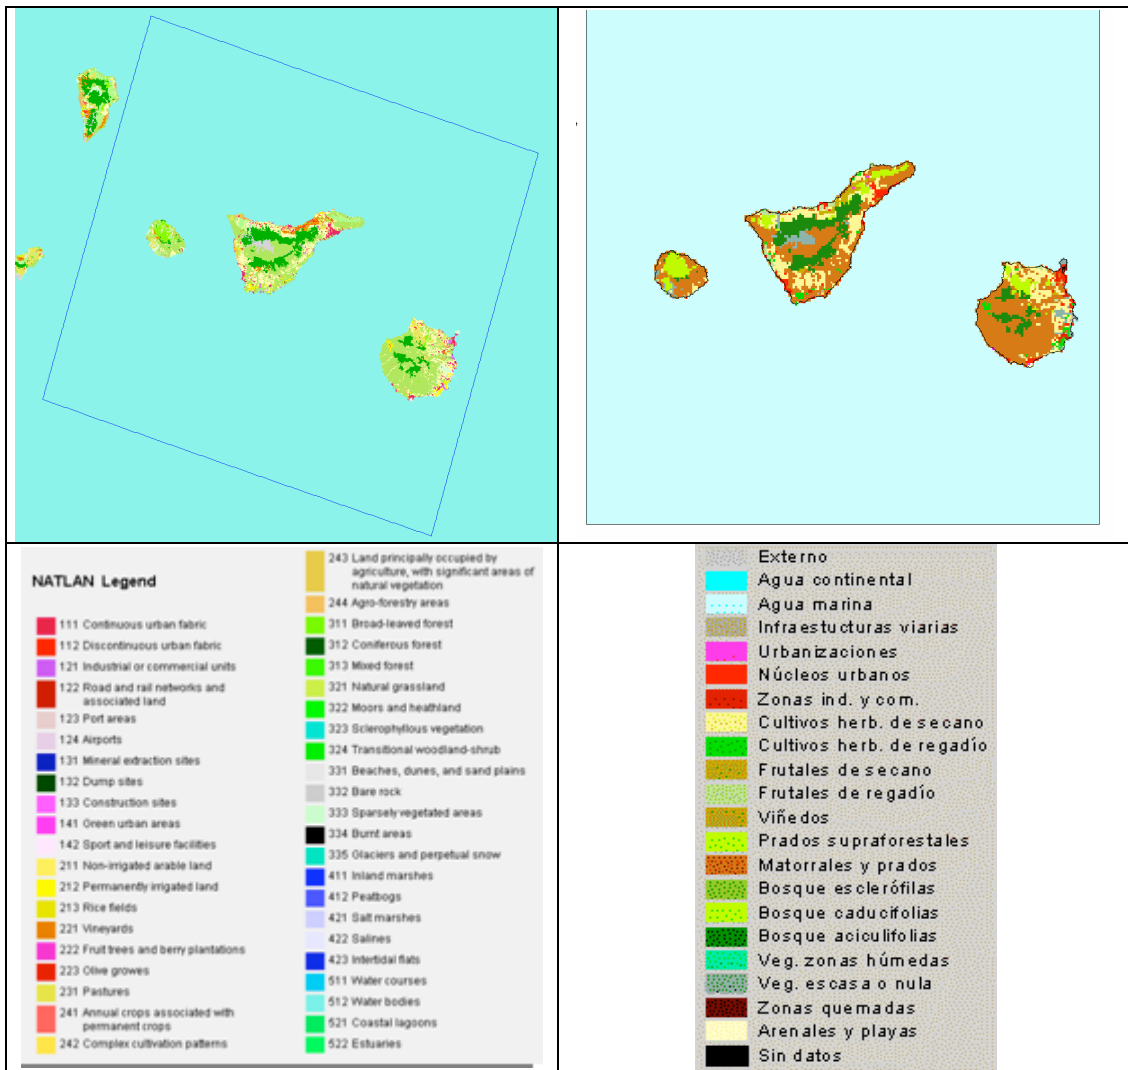 NATLAN Legend
111 Continuous urban fabric
112 Discontinuous urban fabric
121 Industrial or commercial units
122 Road and rail networks and
associated land
123 Port areas
124 Airports
131 Mineral extraction sites
132 Dump sites
133 Construction sites
141 Green urban areas
142 Sport and leisure facilities
211 Non-irrigated arable land
212 Permanently irrigated land
213 Rice fields
221 Vineyards
222 Fruit trees and berry plantations
223 Olive growes
231 Pastures
241 Annual crops associated with
permanent crops
242 Complex cultivation patterns
243 Land principally occupied by
agriculture, with significant areas of
natural vegetation
244 Agro-forestry areas
311 Broad-leaved forest
312 Coniferous forest
313 Mixed forest
321 Natural grassland
322 Moors and heathland
323 Sclerophyllous vegetation
324 Transitional woodland-shrub
331 Beaches, dunes, and sand plains
332 Bare rock
333 Sparsely vegetated areas
334 Burnt areas
335 Glaciers and perpetual snow
411 Inland marshes
412 Peatbogs
421 Salt marshes
422 Salines
423 Intertidal flats
511 Water courses
512 Water bodies
521 Coastal lagoons
522 Estuaries
Externo
Agua continental
Agua marina
Infraestucturas viarias
Urbanizaciones
Núcleos urbanos
Zonas ind. y com.
Cultivos herb. de secano
Cultivos herb. de regadío
Frutales de secano
Frutales de regadío
Viñedos
Prados supraforestales
Matorrales y prados
Bosque esclerófilas
Bosque caducifolias
Bosque aciculifolias
Veg. zonas húmedas
Veg. escasa o nula
Zonas quemadas
Arenales y playas
Sin datos